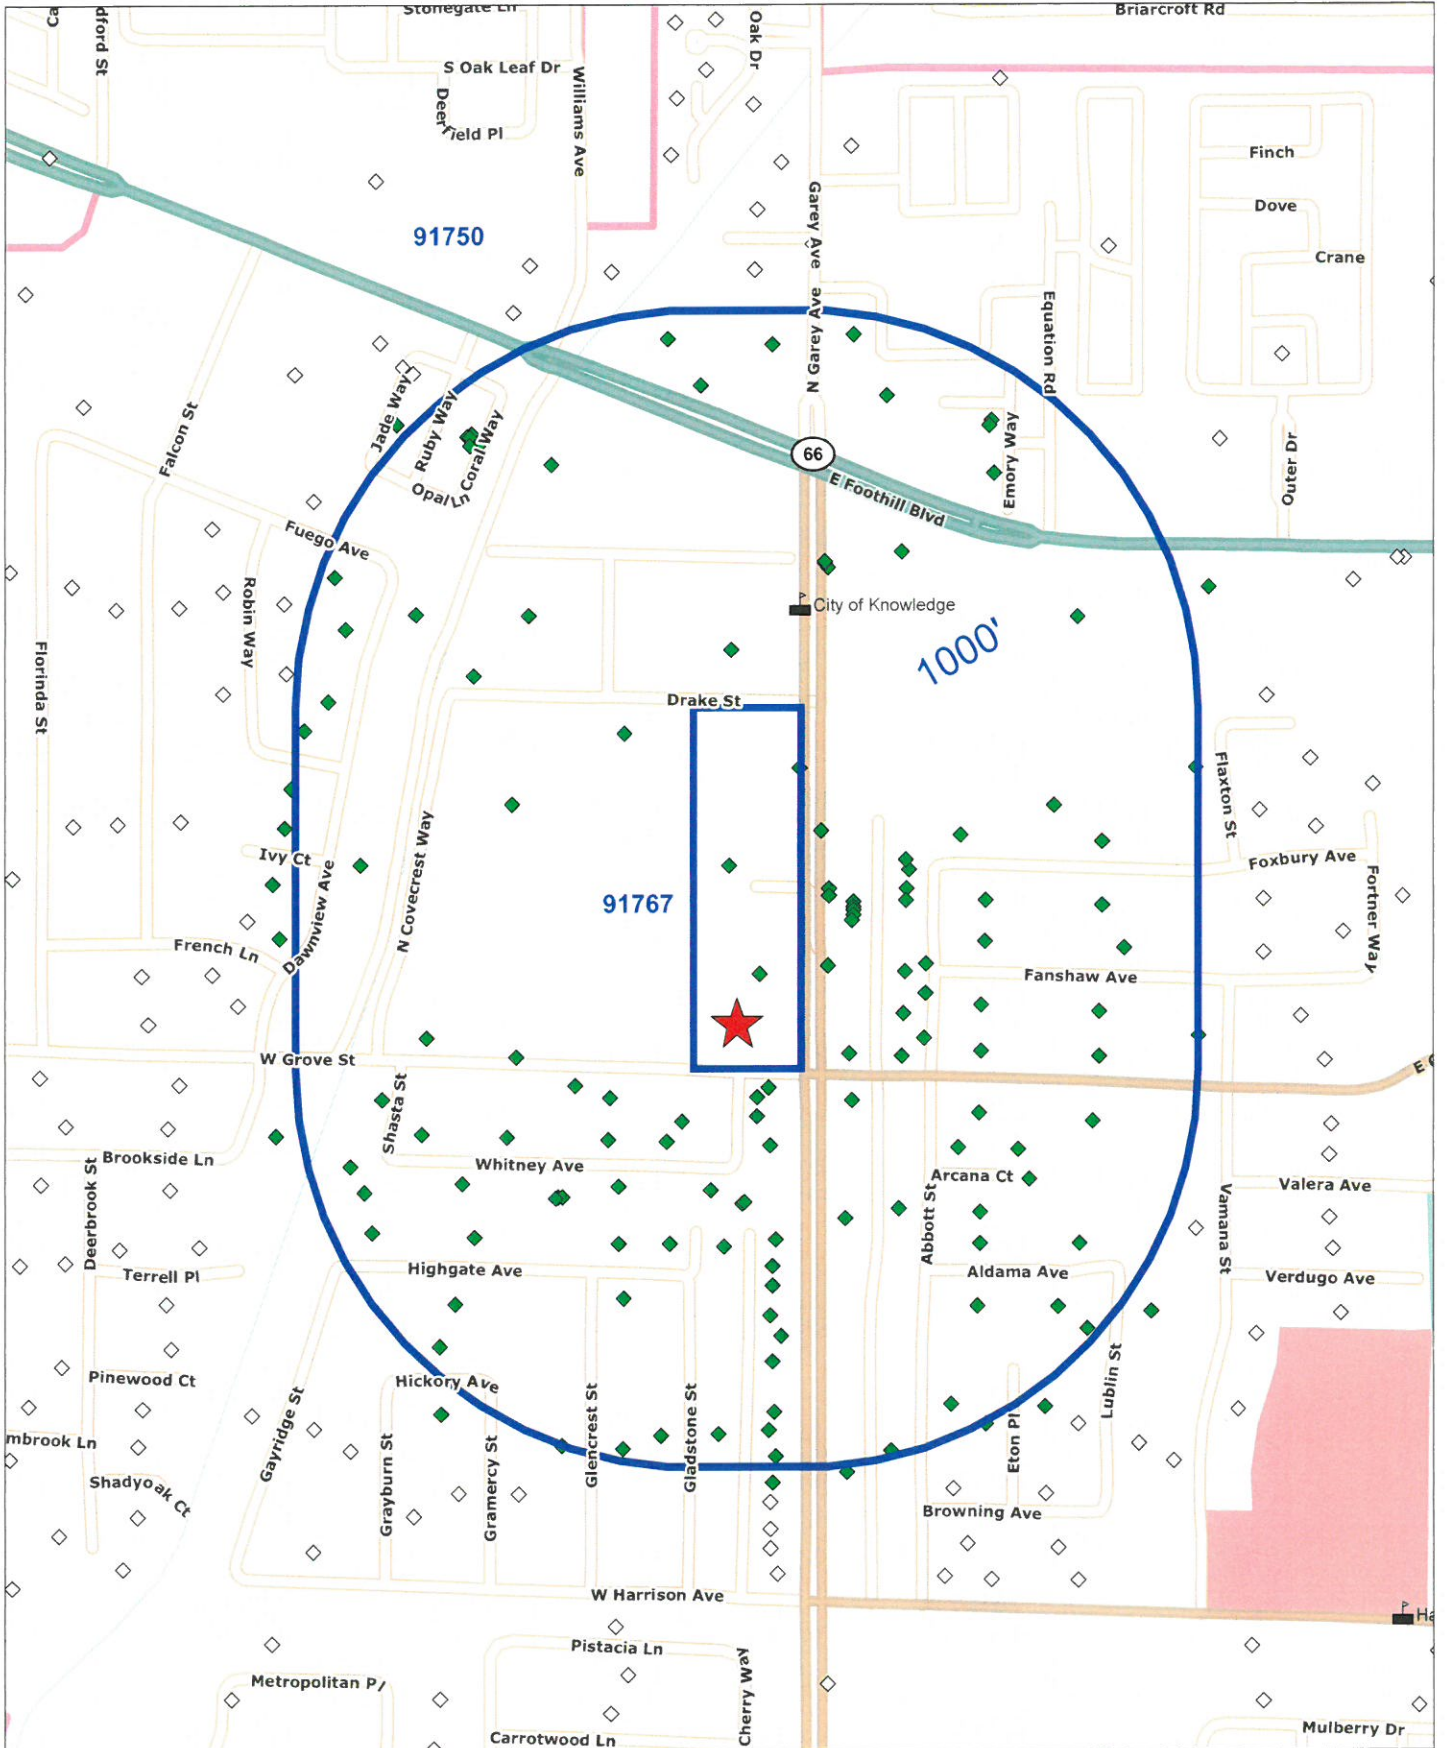 Stonegate Ln
Briarcroft Rd
Oak Dr
S Oak Leaf Dr
Williams Ave
Deerfield Pl
Finch
Dove
Crane
91750
Garey Ave
N Garey Ave
Equation Rd
Jade Way
Ruby Way
Coral Way
Opal Ln
Falcon St
66
E Foothill Blvd
Emory Way
Outer Dr
Fuego Ave
Robin Way
City of Knowledge
1000'
Florinda St
Drake St
Flaxton St
Ivy Ct
N Covecrest Way
Dawnview Ave
91767
Foxbury Ave
Fortner Way
French Ln
Fanshaw Ave
W Grove St
Shasta St
Brookside Ln
Whitney Ave
Arcana Ct
Abbott St
Valera Ave
Vamana St
Deerbrook St
Terrell Pl
Highgate Ave
Aldama Ave
Verdugo Ave
Pinewood Ct
Hickory Ave
Lublin St
Gayridge St
Grayburn St
Gramercy St
Glencrest St
Gladstone St
Eton Pl
mbrook Ln
Shadyoak Ct
Browning Ave
W Harrison Ave
Pistacia Ln
Metropolitan Pl
Cherry Way
Carrotwood Ln
Mulberry Dr
dford St
Ca
Ha